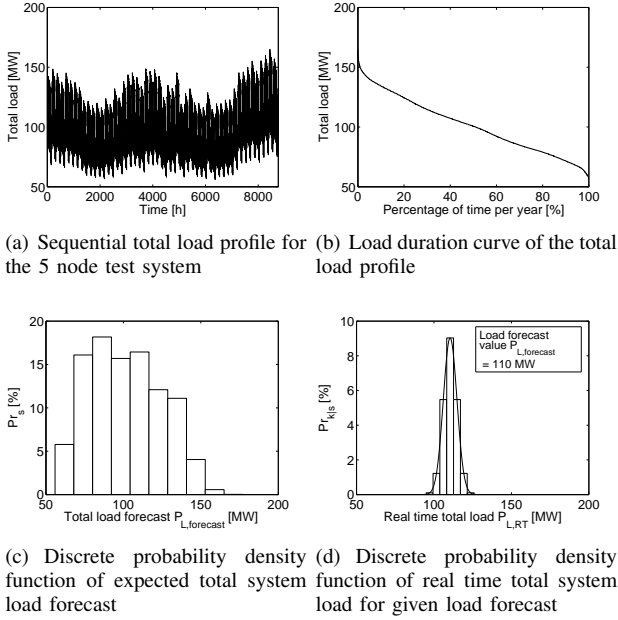 200
150
100
50
0 2000 4000 6000 8000
Total load [MW]
Time [h]
200
150
100
50
0 20 40 60 80 100
Total load [MW]
Percentage of time per year [%]
(a) Sequential total load profile for
the 5 node test system
(b) Load duration curve of the total
load profile
20
15
10
5
0
50 100 150 200
Pr_s [%]
Total load forecast P_L,forecast [MW]
10
8
6
4
2
0
50 100 150 200
Pr_k|s [%]
Real time total load P_L,RT [MW]
Load forecast
value P_L,forecast
= 110 MW
(c) Discrete probability density
function of expected total system
load forecast
(d) Discrete probability density
function of real time total system
load for given load forecast